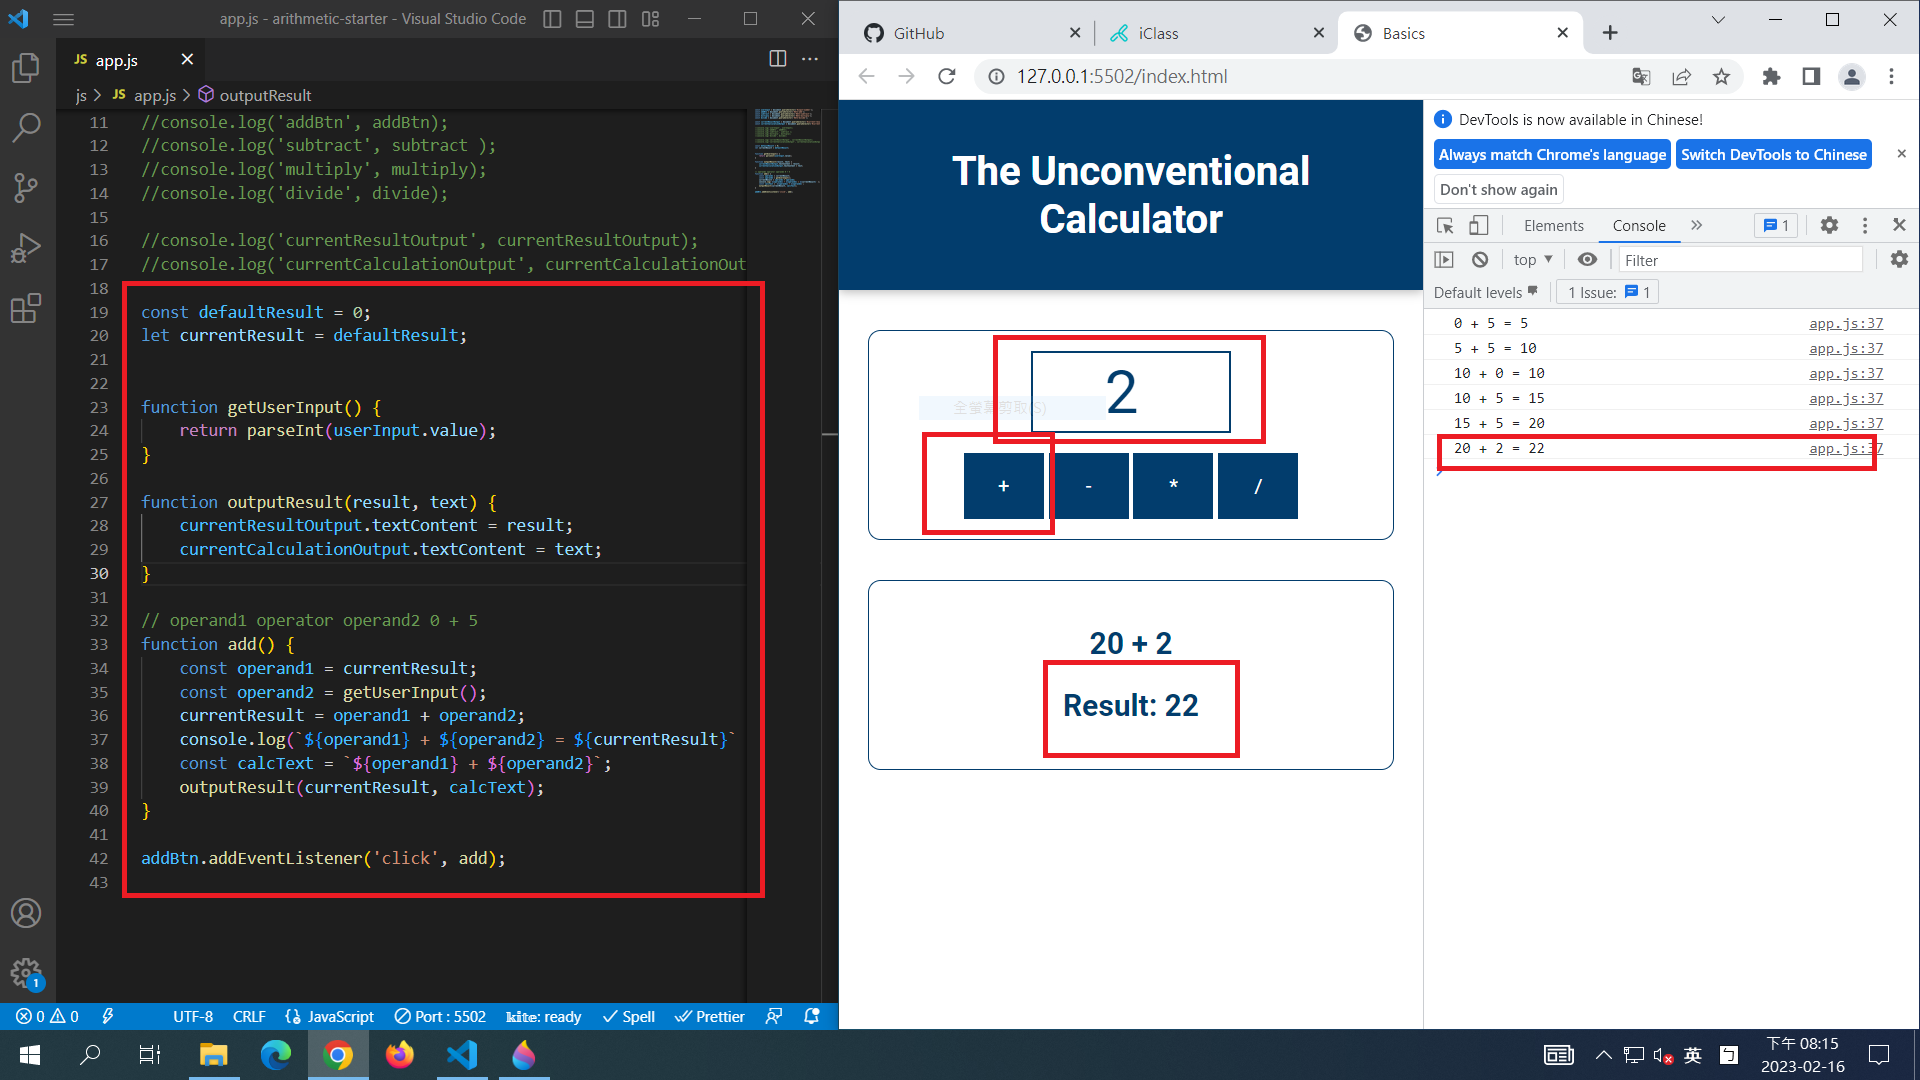 app.js - arithmetic-starter - Visual Studio Code
JS app.js
js > JS app.js > outputResult
11 //console.log('addBtn', addBtn);
12 //console.log('subtract', subtract );
13 //console.log('multiply', multiply);
14 //console.log('divide', divide);
15
16 //console.log('currentResultOutput', currentResultOutput);
17 //console.log('currentCalculationOutput', currentCalculationOut
18
19 const defaultResult = 0;
20 let currentResult = defaultResult;
21
22
23 function getUserInput() {
24 return parseInt(userInput.value);
25 }
26
27 function outputResult(result, text) {
28 currentResultOutput.textContent = result;
29 currentCalculationOutput.textContent = text;
30 }
31
32 // operand1 operator operand2 0 + 5
33 function add() {
34 const operand1 = currentResult;
35 const operand2 = getUserInput();
36 currentResult = operand1 + operand2;
37 console.log(`${operand1} + ${operand2} = ${currentResult}`
38 const calcText = `${operand1} + ${operand2}`;
39 outputResult(currentResult, calcText);
40 }
41
42 addBtn.addEventListener('click', add);
43
1
0 0 UTF-8 CRLF {} JavaScript Port : 5502 kite: ready Spell Prettier
GitHub
iClass
Basics
127.0.0.1:5502/index.html
The Unconventional
Calculator
2
全螢幕剪取(S)
+ - * /
20 + 2
Result: 22
DevTools is now available in Chinese!
Always match Chrome's language Switch DevTools to Chinese
Don't show again
Elements Console 1
top ▼ Filter
Default levels 1 Issue: 1
0 + 5 = 5 app.js:37
5 + 5 = 10 app.js:37
10 + 0 = 10 app.js:37
10 + 5 = 15 app.js:37
15 + 5 = 20 app.js:37
20 + 2 = 22 app.js:37
英 ㄅ
下午 08:15
2023-02-16